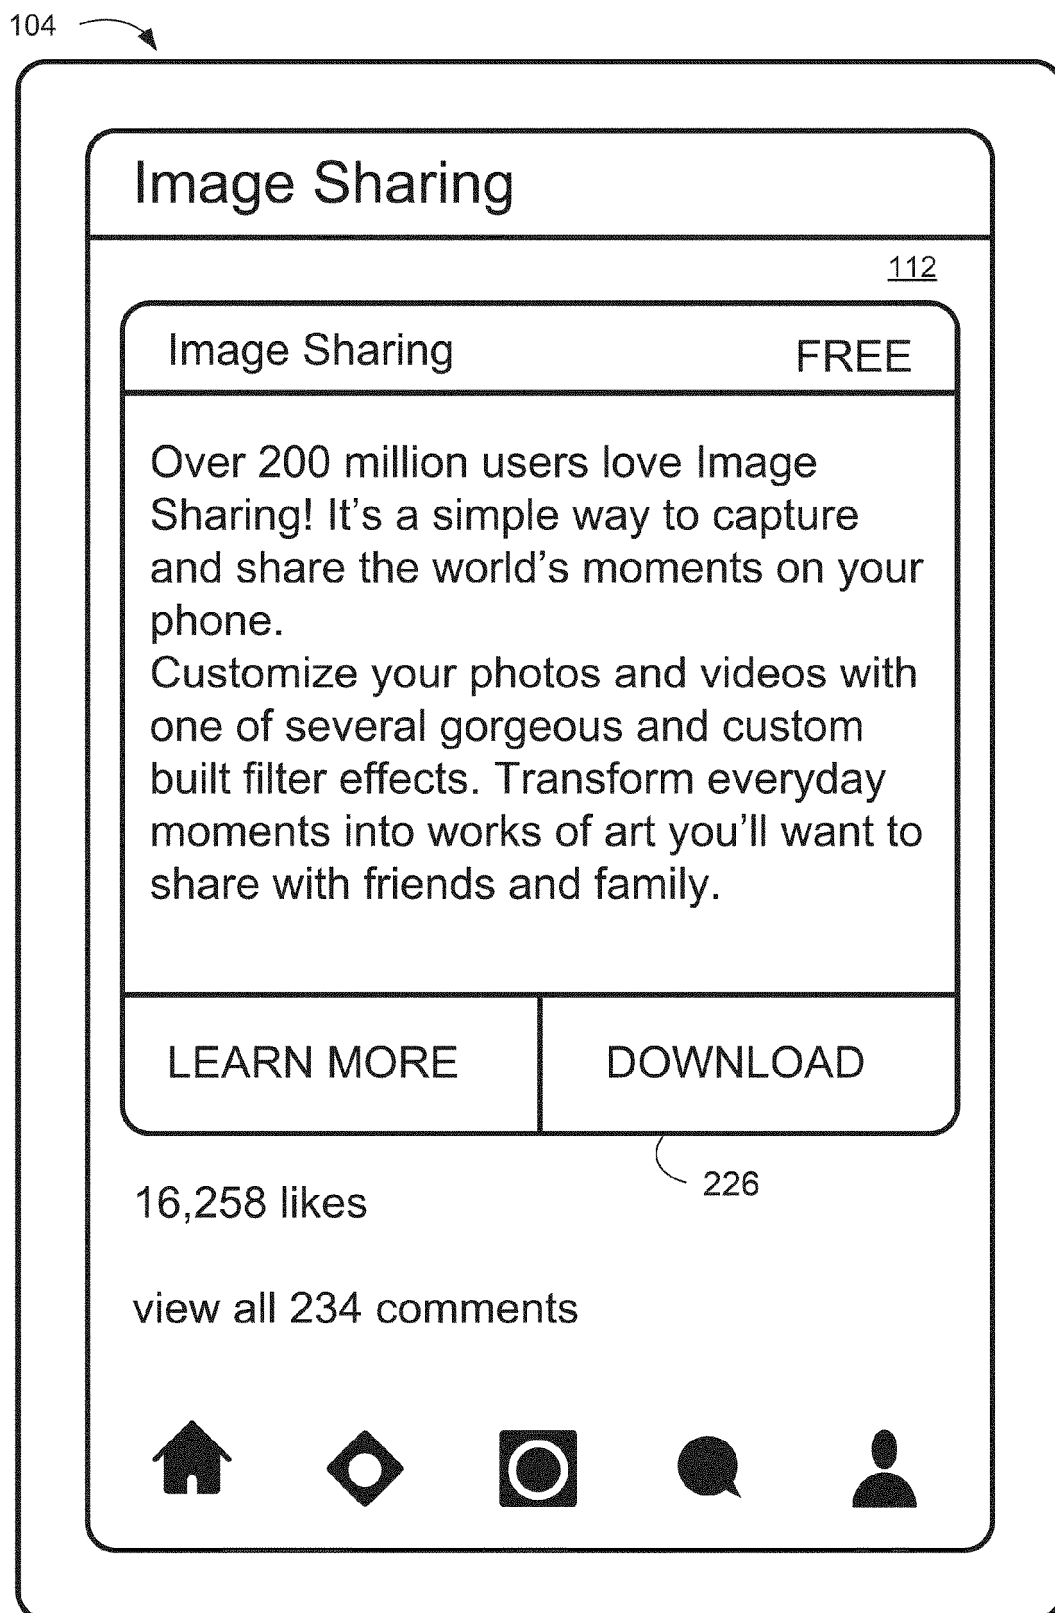 104
Image Sharing
112
Image Sharing FREE
Over 200 million users love Image
Sharing! It's a simple way to capture
and share the world's moments on your
phone.
Customize your photos and videos with
one of several gorgeous and custom
built filter effects. Transform everyday
moments into works of art you'll want to
share with friends and family.
LEARN MORE DOWNLOAD
226
16,258 likes
view all 234 comments